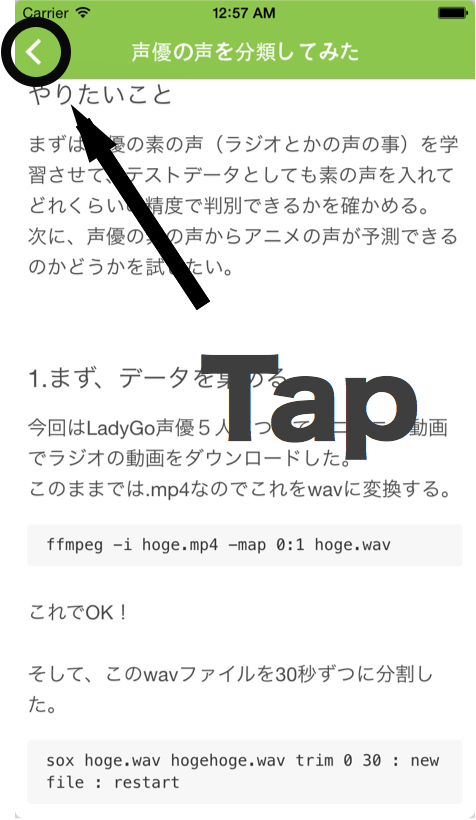 Carrier 12:57 AM
声優の声を分類してみた
やりたいこと
まずは 優の素の声（ラジオとかの声の事）を学
習させて、テストデータとしても素の声を入れて
どれくらいの精度で判別できるかを確かめる。
次に、声優の素の声からアニメの声が予測できる
のかどうかを試 たい。
1.まず、データを集める
Tap
今回はLadyGo声優５人 動画
でラジオの動画をダウンロードした。
このままでは.mp4なのでこれをwavに変換する。
ffmpeg -i hoge.mp4 -map 0:1 hoge.wav
これでOK！
そして、このwavファイルを30秒ずつに分割し
た。
sox hoge.wav hogehoge.wav trim 0 30 : new
file : restart